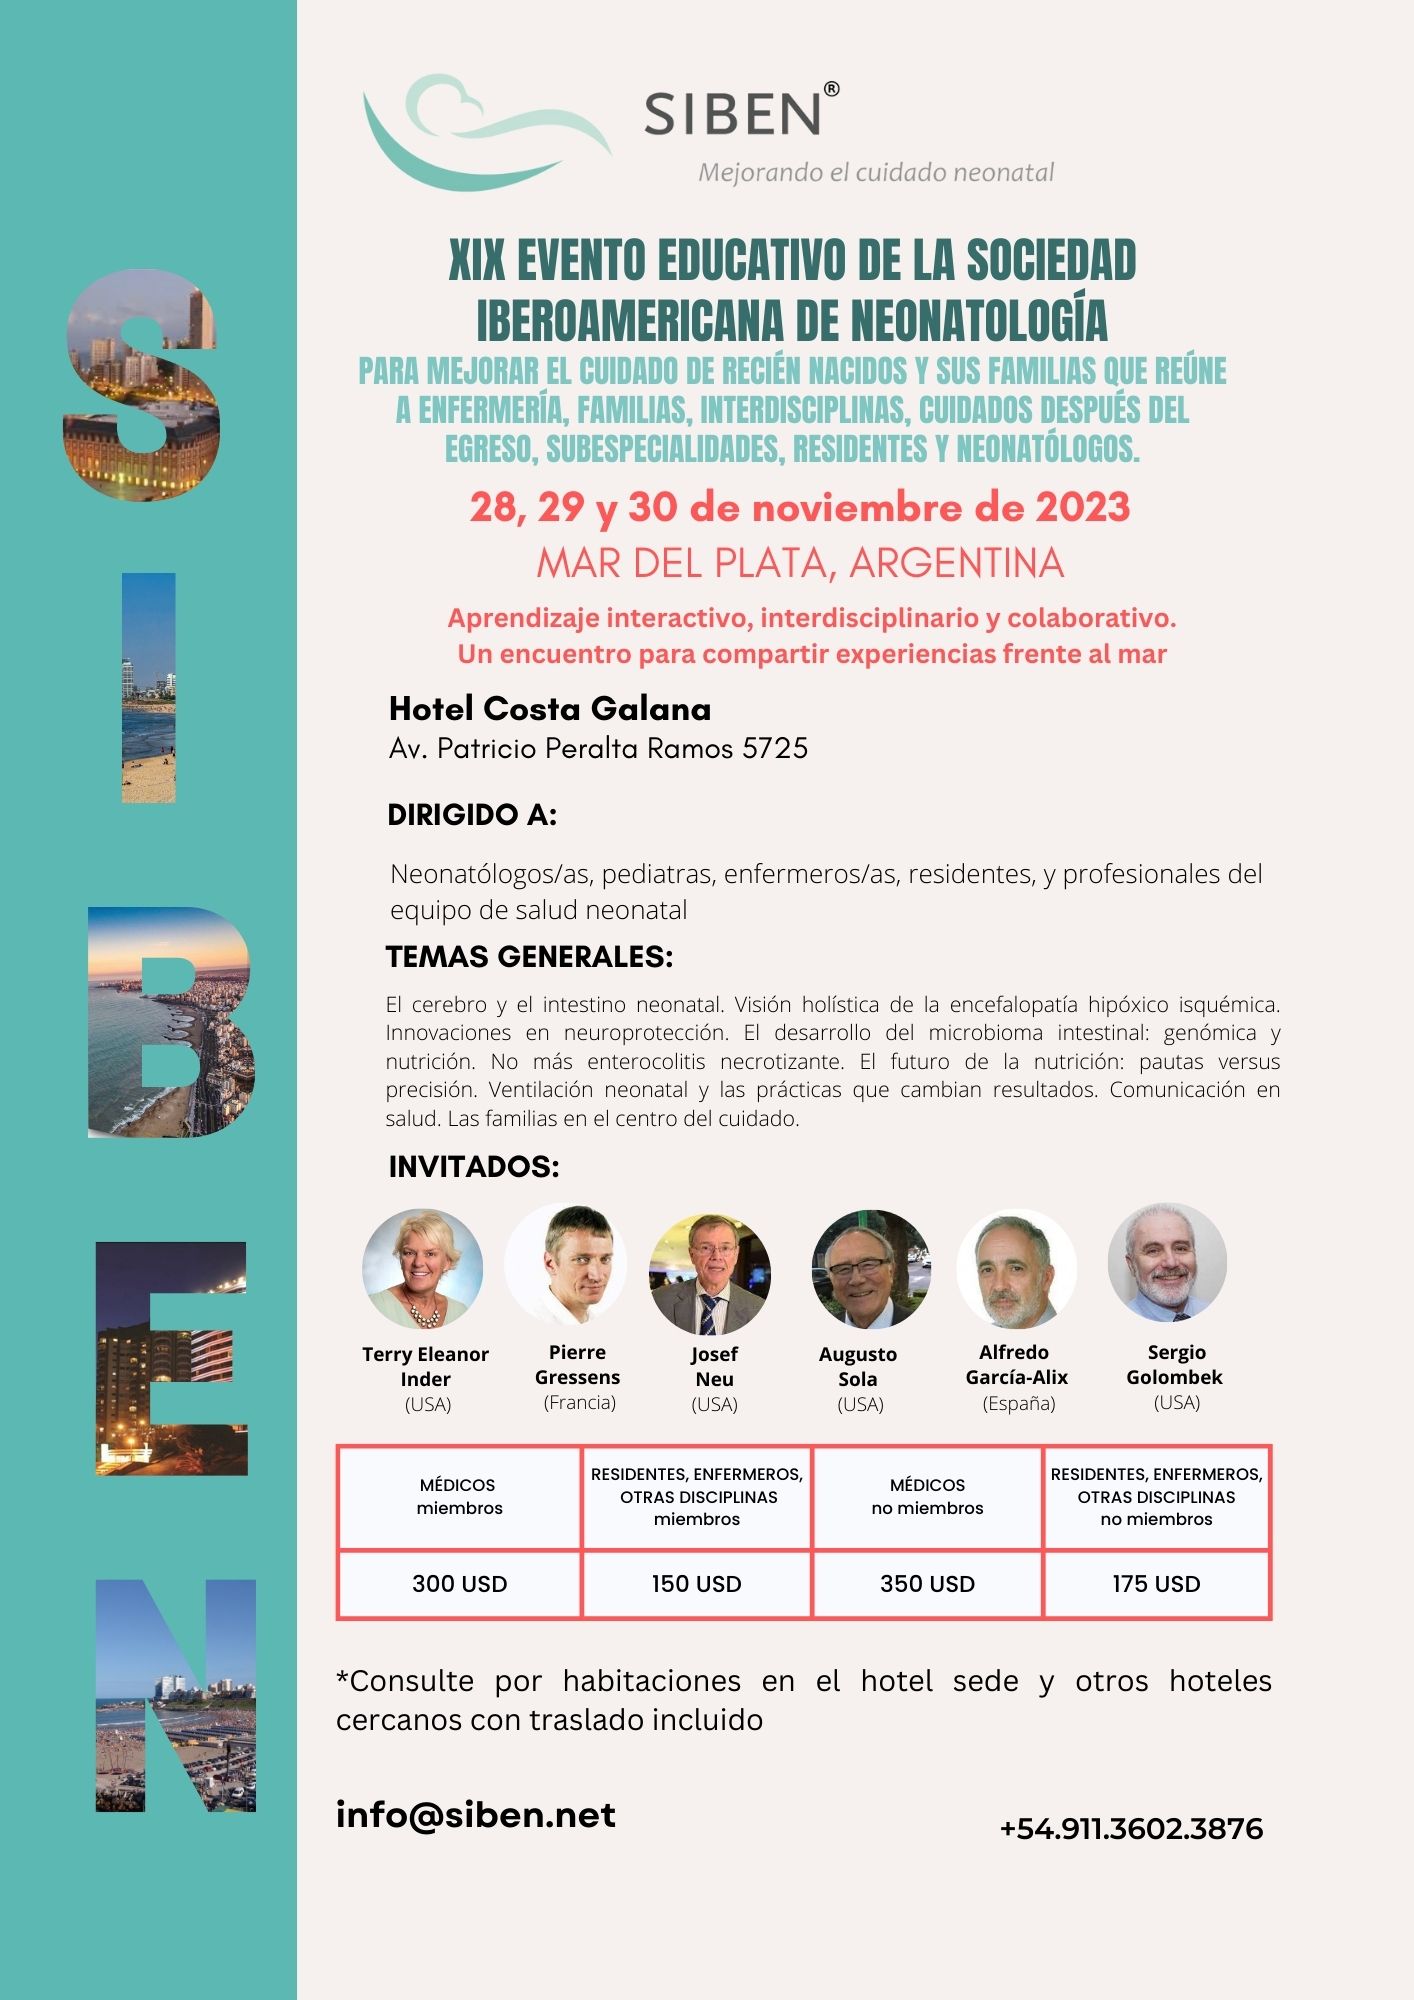 S
I
B
E
N
SIBEN®
Mejorando el cuidado neonatal
XIX EVENTO EDUCATIVO DE LA SOCIEDAD
IBEROAMERICANA DE NEONATOLOGÍA
PARA MEJORAR EL CUIDADO DE RECIÉN NACIDOS Y SUS FAMILIAS QUE REÚNE
A ENFERMERÍA, FAMILIAS, INTERDISCIPLINAS, CUIDADOS DESPUÉS DEL
EGRESO, SUBESPECIALIDADES, RESIDENTES Y NEONATÓLOGOS.
28, 29 y 30 de noviembre de 2023
MAR DEL PLATA, ARGENTINA
Aprendizaje interactivo, interdisciplinario y colaborativo.
Un encuentro para compartir experiencias frente al mar
Hotel Costa Galana
Av. Patricio Peralta Ramos 5725
DIRIGIDO A:
Neonatólogos/as, pediatras, enfermeros/as, residentes, y profesionales del
equipo de salud neonatal
TEMAS GENERALES:
El cerebro y el intestino neonatal. Visión holística de la encefalopatía hipóxico isquémica.
Innovaciones en neuroprotección. El desarrollo del microbioma intestinal: genómica y
nutrición. No más enterocolitis necrotizante. El futuro de la nutrición: pautas versus
precisión. Ventilación neonatal y las prácticas que cambian resultados. Comunicación en
salud. Las familias en el centro del cuidado.
INVITADOS:
Terry Eleanor
Inder
(USA)
Pierre
Gressens
(Francia)
Josef
Neu
(USA)
Augusto
Sola
(USA)
Alfredo
García-Alix
(España)
Sergio
Golombek
(USA)
MÉDICOS
miembros
RESIDENTES, ENFERMEROS,
OTRAS DISCIPLINAS
miembros
MÉDICOS
no miembros
RESIDENTES, ENFERMEROS,
OTRAS DISCIPLINAS
no miembros
300 USD
150 USD
350 USD
175 USD
*Consulte por habitaciones en el hotel sede y otros hoteles
cercanos con traslado incluido
info@siben.net
+54.911.3602.3876